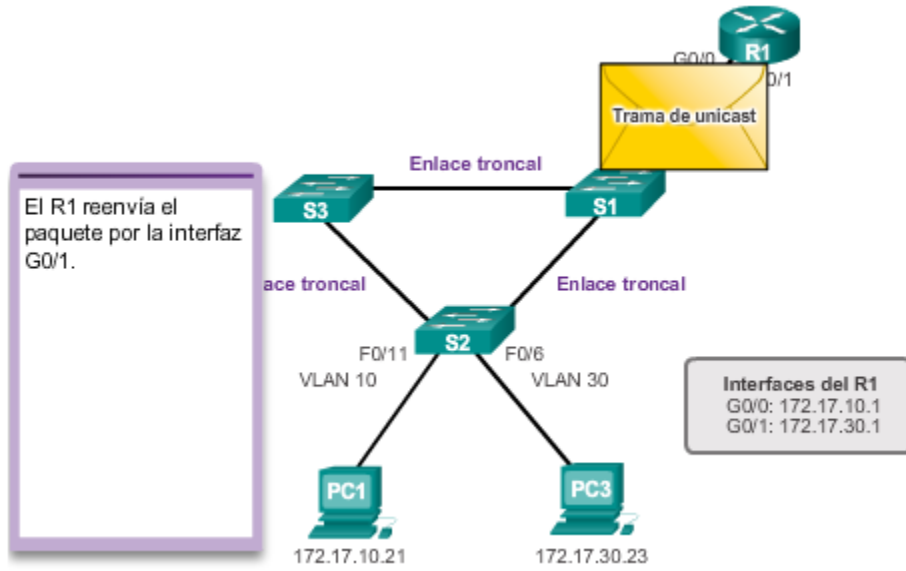 G0/0
R1
0/1
Trama de unicast
Enlace troncal
S3
S1
El R1 reenvía el
paquete por la interfaz
G0/1.
ace troncal
Enlace troncal
S2
F0/11
F0/6
VLAN 10
VLAN 30
Interfaces del R1
G0/0: 172.17.10.1
G0/1: 172.17.30.1
PC1
PC3
172.17.10.21
172.17.30.23